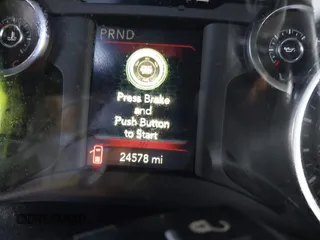 PRND
Press Brake
and
Push Button
to Start
24578 mi